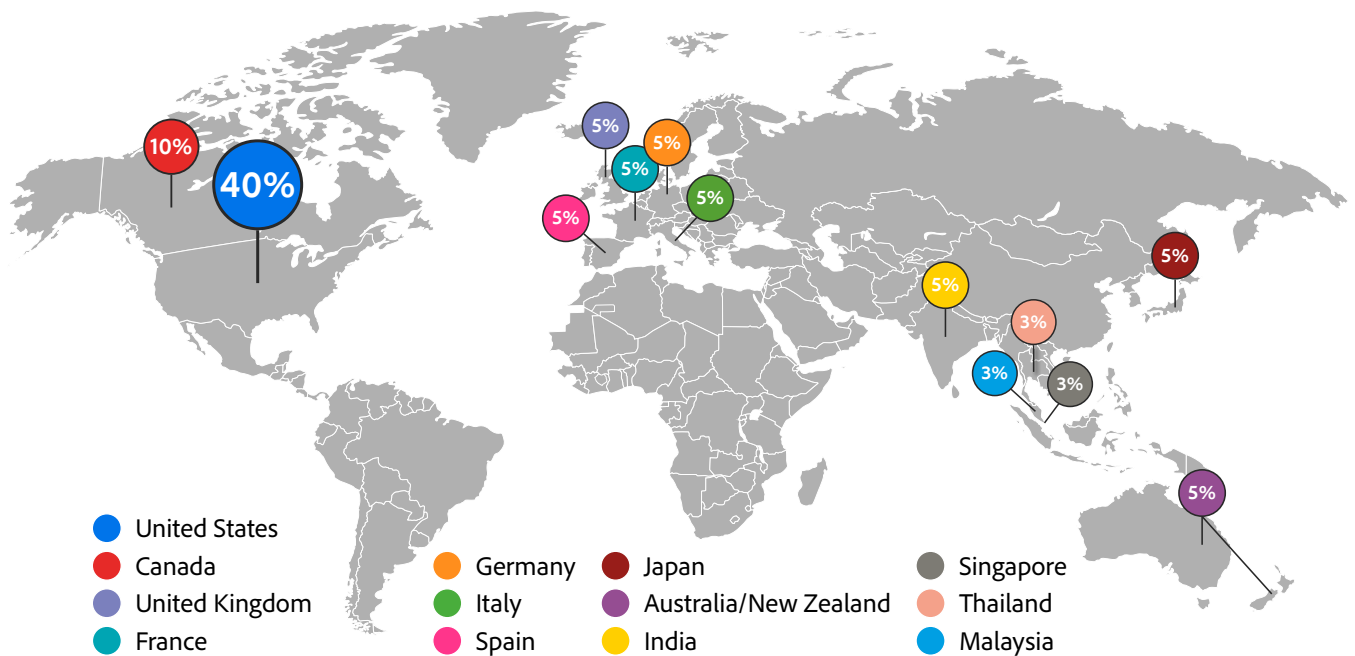 10%
40%
5%
5%
5%
5%
5%
5%
5%
3%
3%
3%
5%
United States
Canada
United Kingdom
France
Germany
Italy
Spain
Japan
Australia/New Zealand
India
Singapore
Thailand
Malaysia